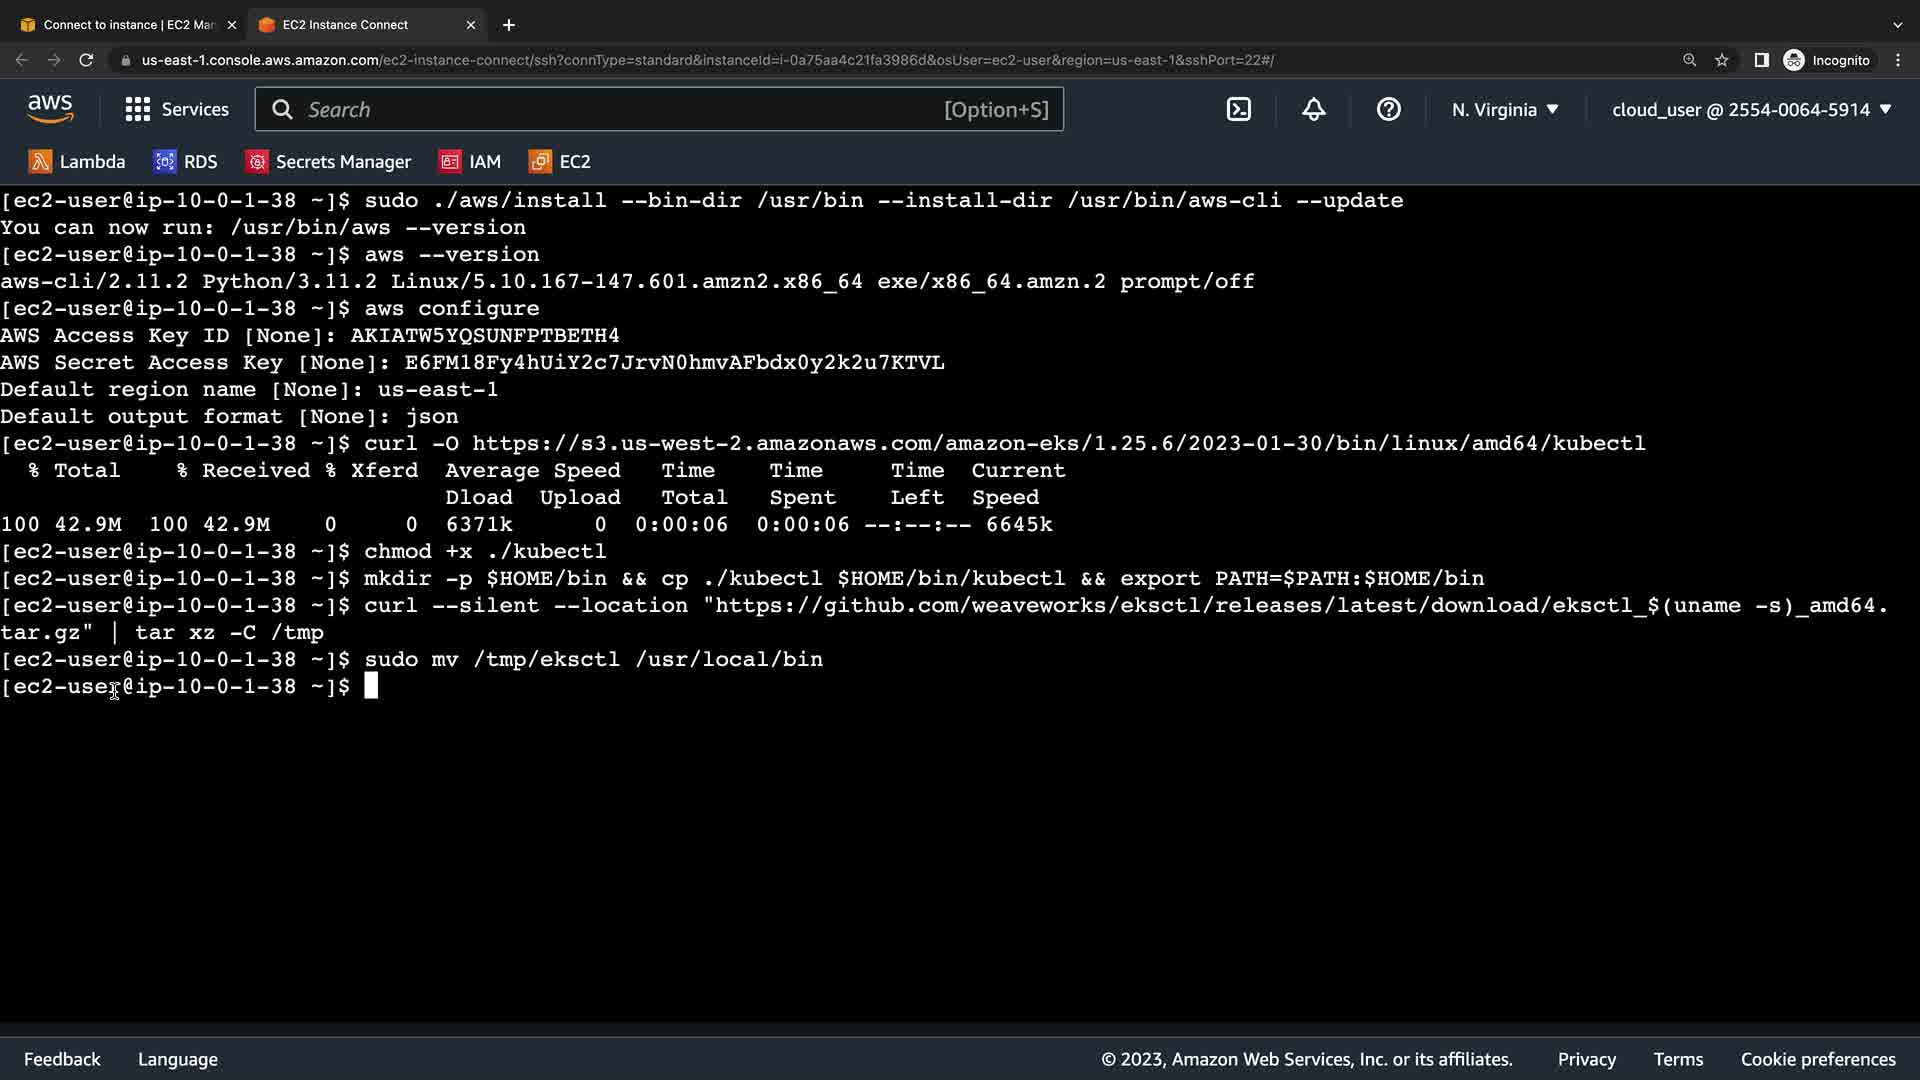 Connect to instance | EC2 Mar
EC2 Instance Connect
us-east-1.console.aws.amazon.com/ec2-instance-connect/ssh?connType=standard&instanceId=i-0a75aa4c21fa3986d&osUser=ec2-user&region=us-east-1&sshPort=22#/
Incognito
aws
Services
Search
[Option+S]
N. Virginia
cloud_user @ 2554-0064-5914
Lambda
RDS
Secrets Manager
IAM
EC2
[ec2-user@ip-10-0-1-38 ~]$ sudo ./aws/install --bin-dir /usr/bin --install-dir /usr/bin/aws-cli --update
You can now run: /usr/bin/aws --version
[ec2-user@ip-10-0-1-38 ~]$ aws --version
aws-cli/2.11.2 Python/3.11.2 Linux/5.10.167-147.601.amzn2.x86_64 exe/x86_64.amzn.2 prompt/off
[ec2-user@ip-10-0-1-38 ~]$ aws configure
AWS Access Key ID [None]: AKIATW5YQSUNFPTBETH4
AWS Secret Access Key [None]: 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
Default region name [None]: us-east-1
Default output format [None]: json
[ec2-user@ip-10-0-1-38 ~]$ curl -O https://s3.us-west-2.amazonaws.com/amazon-eks/1.25.6/2023-01-30/bin/linux/amd64/kubectl
% Total % Received % Xferd Average Speed Time Time Time Current
Dload Upload Total Spent Left Speed
100 42.9M 100 42.9M 0 0 6371k 0 0:00:06 0:00:06 --:--:-- 6645k
[ec2-user@ip-10-0-1-38 ~]$ chmod +x ./kubectl
[ec2-user@ip-10-0-1-38 ~]$ mkdir -p $HOME/bin && cp ./kubectl $HOME/bin/kubectl && export PATH=$PATH:$HOME/bin
[ec2-user@ip-10-0-1-38 ~]$ curl --silent --location "https://github.com/weaveworks/eksctl/releases/latest/download/eksctl_$(uname -s)_amd64.
tar.gz" | tar xz -C /tmp
[ec2-user@ip-10-0-1-38 ~]$ sudo mv /tmp/eksctl /usr/local/bin
[ec2-user@ip-10-0-1-38 ~]$
Feedback
Language
© 2023, Amazon Web Services, Inc. or its affiliates.
Privacy
Terms
Cookie preferences